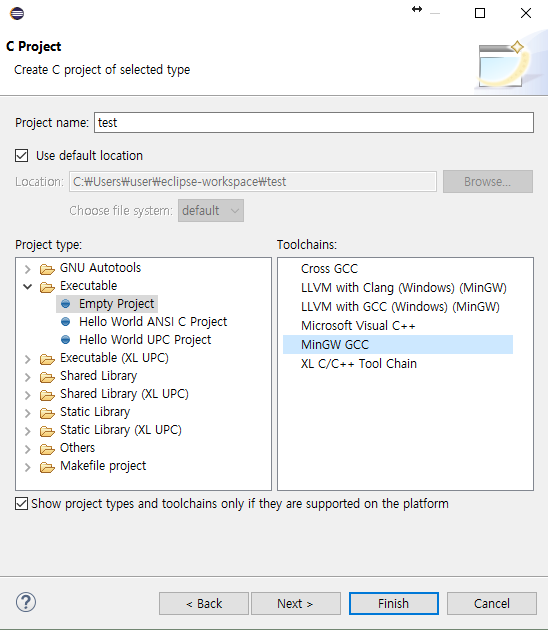 C Project
Create C project of selected type
Project name: test
Use default location
Location: C:₩Users₩user₩eclipse-workspace₩test Browse...
Choose file system: default
Project type:
GNU Autotools
Executable
Empty Project
Hello World ANSI C Project
Hello World UPC Project
Executable (XL UPC)
Shared Library
Shared Library (XL UPC)
Static Library
Static Library (XL UPC)
Others
Makefile project
Toolchains:
Cross GCC
LLVM with Clang (Windows) (MinGW)
LLVM with GCC (Windows) (MinGW)
Microsoft Visual C++
MinGW GCC
XL C/C++ Tool Chain
Show project types and toolchains only if they are supported on the platform
? < Back Next > Finish Cancel